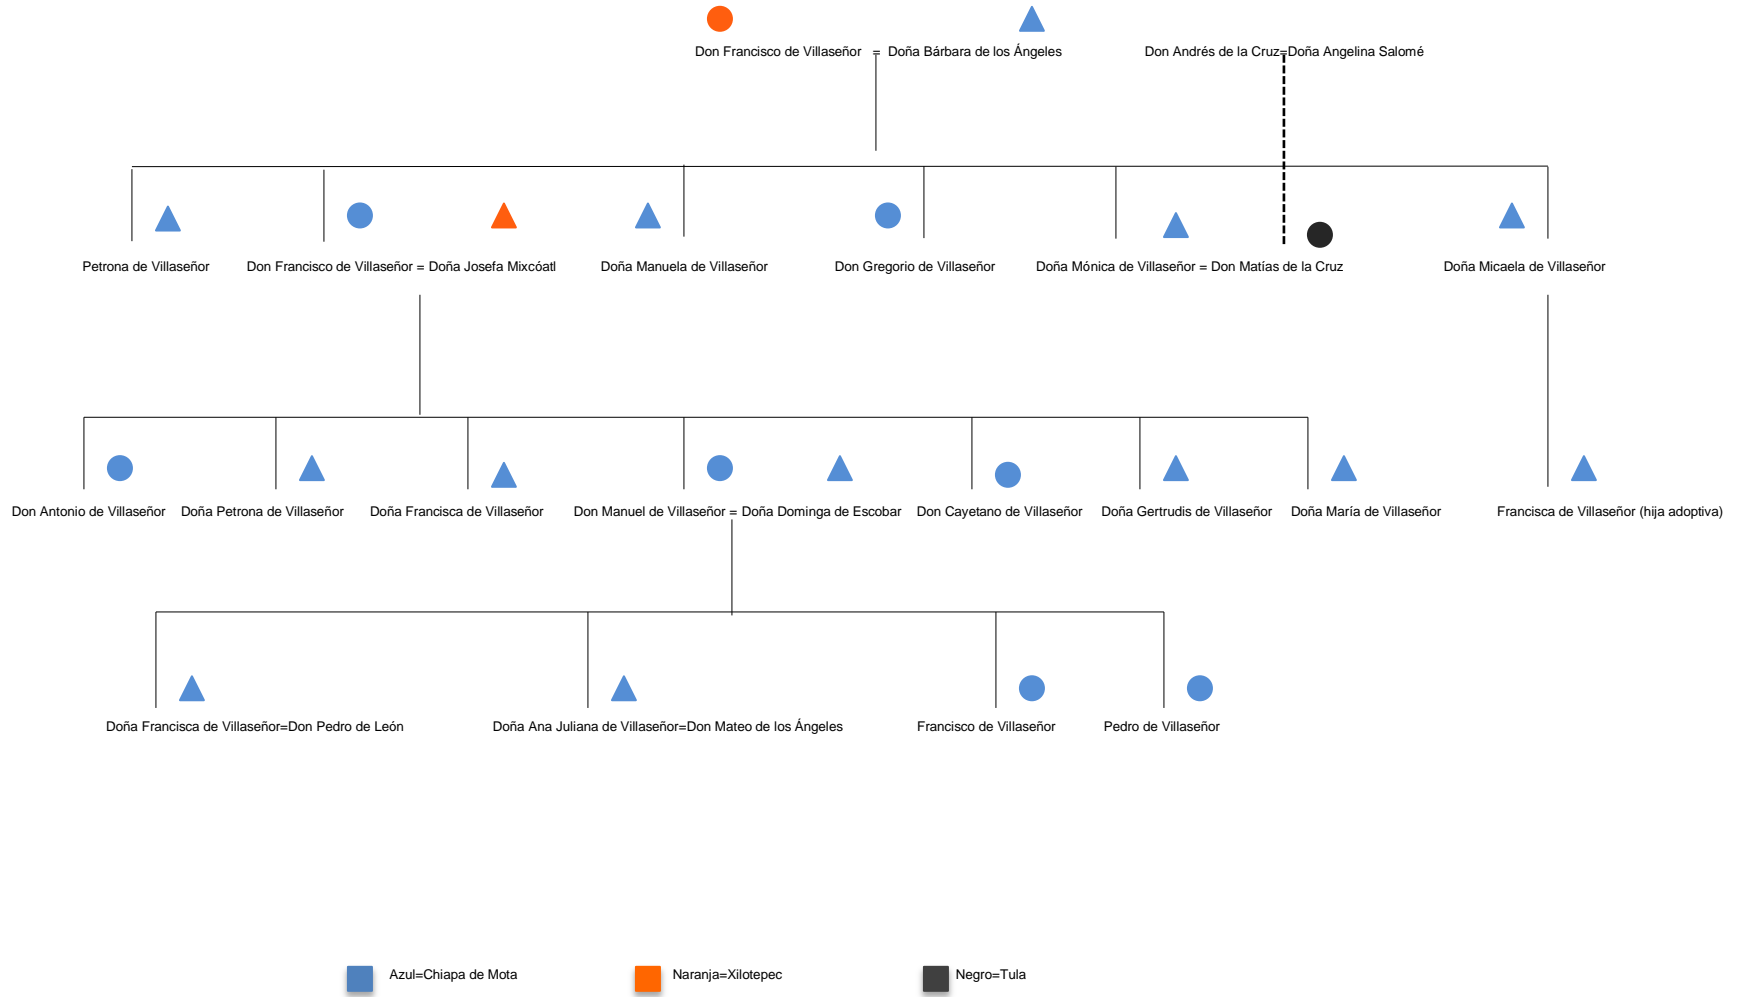 Don Francisco de Villaseñor = Doña Bárbara de los Ángeles
Don Andrés de la Cruz=Doña Angelina Salomé
Petrona de Villaseñor
Don Francisco de Villaseñor = Doña Josefa Mixcóatl
Doña Manuela de Villaseñor
Don Gregorio de Villaseñor
Doña Mónica de Villaseñor = Don Matías de la Cruz
Doña Micaela de Villaseñor
Don Antonio de Villaseñor
Doña Petrona de Villaseñor
Doña Francisca de Villaseñor
Don Manuel de Villaseñor = Doña Dominga de Escobar
Don Cayetano de Villaseñor
Doña Gertrudis de Villaseñor
Doña María de Villaseñor
Francisca de Villaseñor (hija adoptiva)
Doña Francisca de Villaseñor=Don Pedro de León
Doña Ana Juliana de Villaseñor=Don Mateo de los Ángeles
Francisco de Villaseñor
Pedro de Villaseñor
Azul=Chiapa de Mota
Naranja=Xilotepec
Negro=Tula